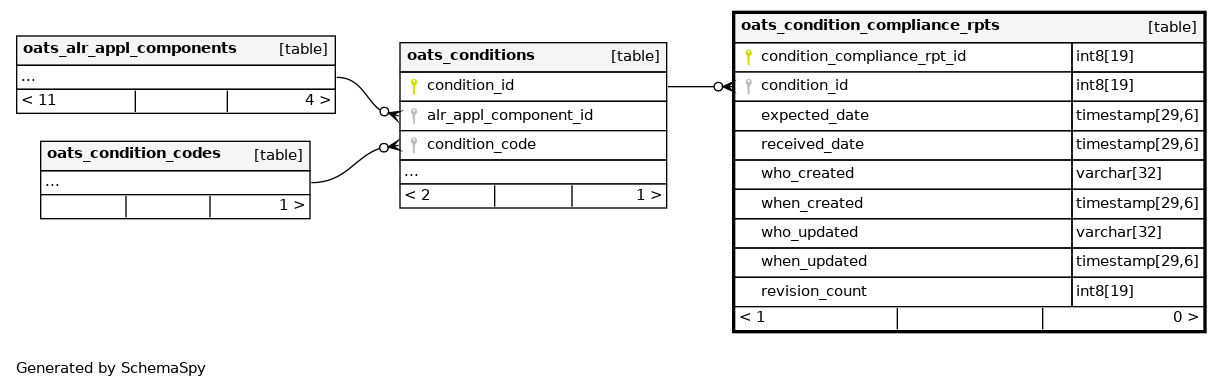 oats_alr_appl_components [table]
...
< 11 4 >
oats_condition_codes [table]
...
1 >
oats_conditions [table]
condition_id
alr_appl_component_id
condition_code
...
< 2 1 >
oats_condition_compliance_rpts [table]
condition_compliance_rpt_id int8[19]
condition_id int8[19]
expected_date timestamp[29,6]
received_date timestamp[29,6]
who_created varchar[32]
when_created timestamp[29,6]
who_updated varchar[32]
when_updated timestamp[29,6]
revision_count int8[19]
< 1 0 >
Generated by SchemaSpy